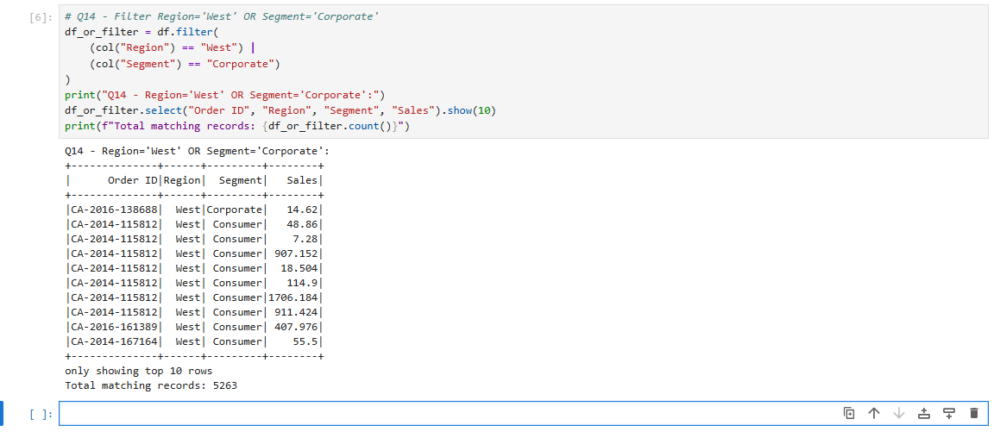 [6]: # Q14 - Filter Region='West' OR Segment='Corporate'
df_or_filter = df.filter(
    (col("Region") == "West") |
    (col("Segment") == "Corporate")
)
print("Q14 - Region='West' OR Segment='Corporate':")
df_or_filter.select("Order ID", "Region", "Segment", "Sales").show(10)
print(f"Total matching records: {df_or_filter.count()}")
Q14 - Region='West' OR Segment='Corporate':
+--------------+------+---------+--------+
|      Order ID|Region|  Segment|   Sales|
+--------------+------+---------+--------+
|CA-2016-138688|  West|Corporate|   14.62|
|CA-2014-115812|  West| Consumer|   48.86|
|CA-2014-115812|  West| Consumer|    7.28|
|CA-2014-115812|  West| Consumer| 907.152|
|CA-2014-115812|  West| Consumer|  18.504|
|CA-2014-115812|  West| Consumer|   114.9|
|CA-2014-115812|  West| Consumer|1706.184|
|CA-2014-115812|  West| Consumer| 911.424|
|CA-2016-161389|  West| Consumer| 407.976|
|CA-2014-167164|  West| Consumer|    55.5|
+--------------+------+---------+--------+
only showing top 10 rows
Total matching records: 5263
[ ]: